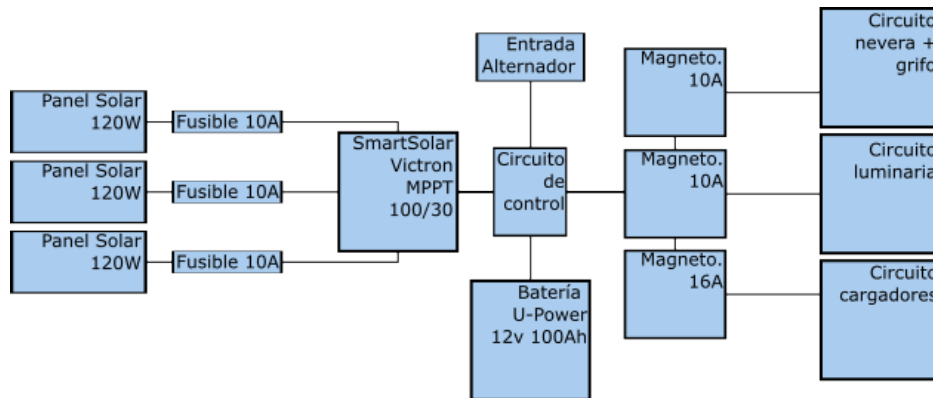 Panel Solar
120W
Fusible 10A
Panel Solar
120W
Fusible 10A
Panel Solar
120W
Fusible 10A
SmartSolar
Victron
MPPT
100/30
Entrada
Alternador
Circuito
de
control
Batería
U-Power
12v 100Ah
Magneto.
10A
Magneto.
10A
Magneto.
16A
Circuito
nevera +
grifo
Circuito
luminaria
Circuito
cargadores